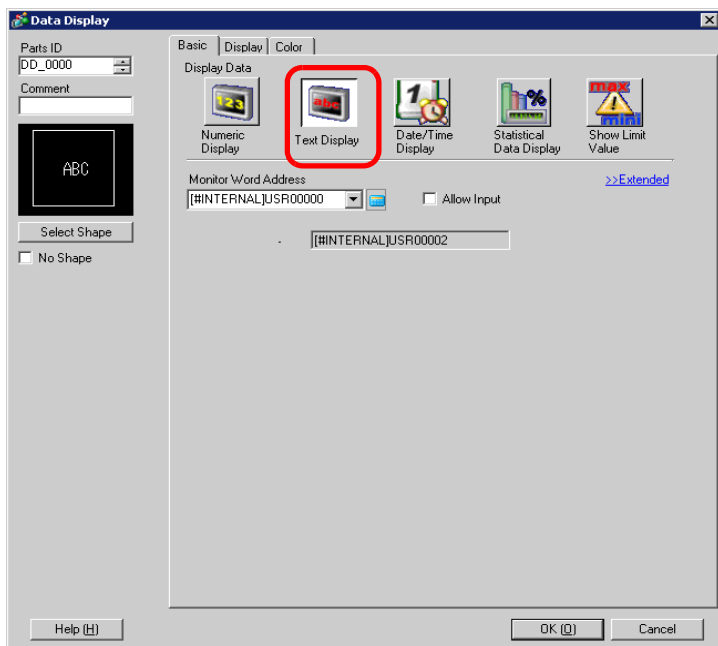 Data Display
Parts ID
DD_0000
Comment
ABC
Select Shape
No Shape
Basic Display Color
Display Data
123
abc
1
%
max
mini
Numeric Display
Text Display
Date/Time Display
Statistical Data Display
Show Limit Value
Monitor Word Address
>>Extended
[#INTERNAL]USR00000
Allow Input
- [#INTERNAL]USR00002
Help (H)
OK (O)
Cancel